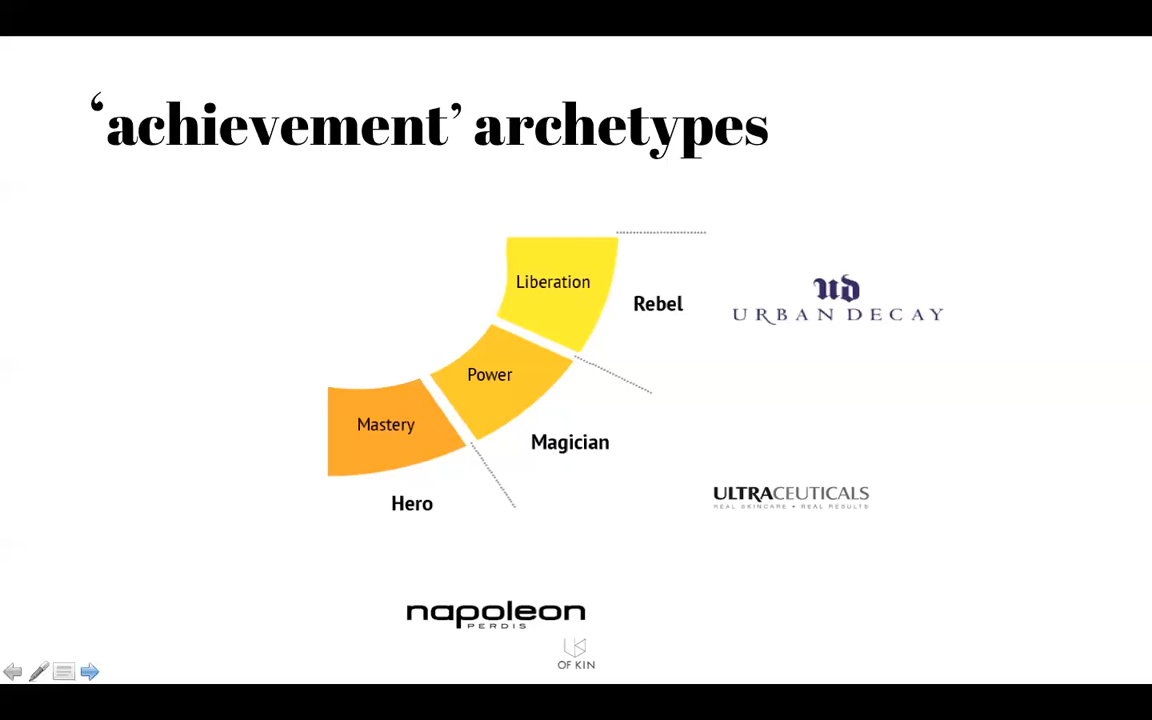 ‘achievement’ archetypes
Liberation
Rebel
ud
URBAN DECAY
Power
Magician
Mastery
Hero
ULTRACEUTICALS
REAL SKINCARE • REAL RESULTS
napoleon
PERDIS
OF KIN